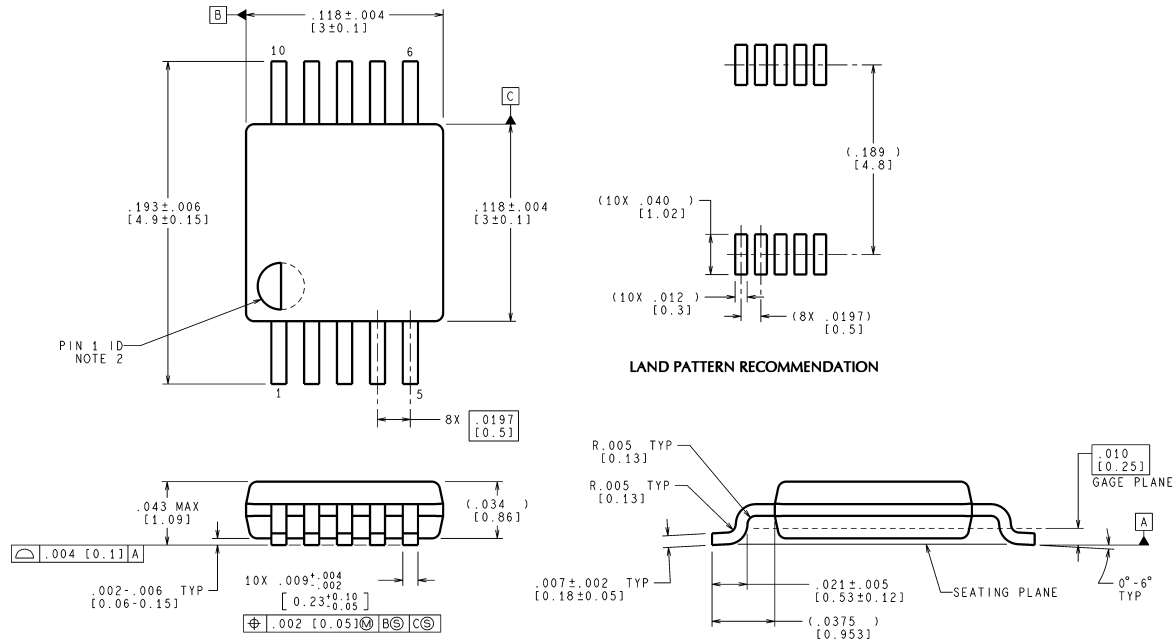 B
.118±.004
[3±0.1]
10
6
C
.193±.006
[4.9±0.15]
.118±.004
[3±0.1]
PIN 1 ID
NOTE 2
1
5
8X .0197
[0.5]
(.189 )
[4.8]
(10X .040 )
[1.02]
(10X .012 )
[0.3]
(8X .0197)
[0.5]
LAND PATTERN RECOMMENDATION
.043 MAX
[1.09]
(.034 )
[0.86]
⌓ .004 [0.1] A
.002-.006 TYP
[0.06-0.15]
10X .009 +.004 -.002
[ 0.23 +0.10 -0.05 ]
⌖ .002 [0.05]Ⓜ BⓈ CⓈ
R.005 TYP
[0.13]
R.005 TYP
[0.13]
.010
[0.25]
GAGE PLANE
A
.007±.002 TYP
[0.18±0.05]
.021±.005
[0.53±0.12]
(.0375 )
[0.953]
SEATING PLANE
0°-6°
TYP